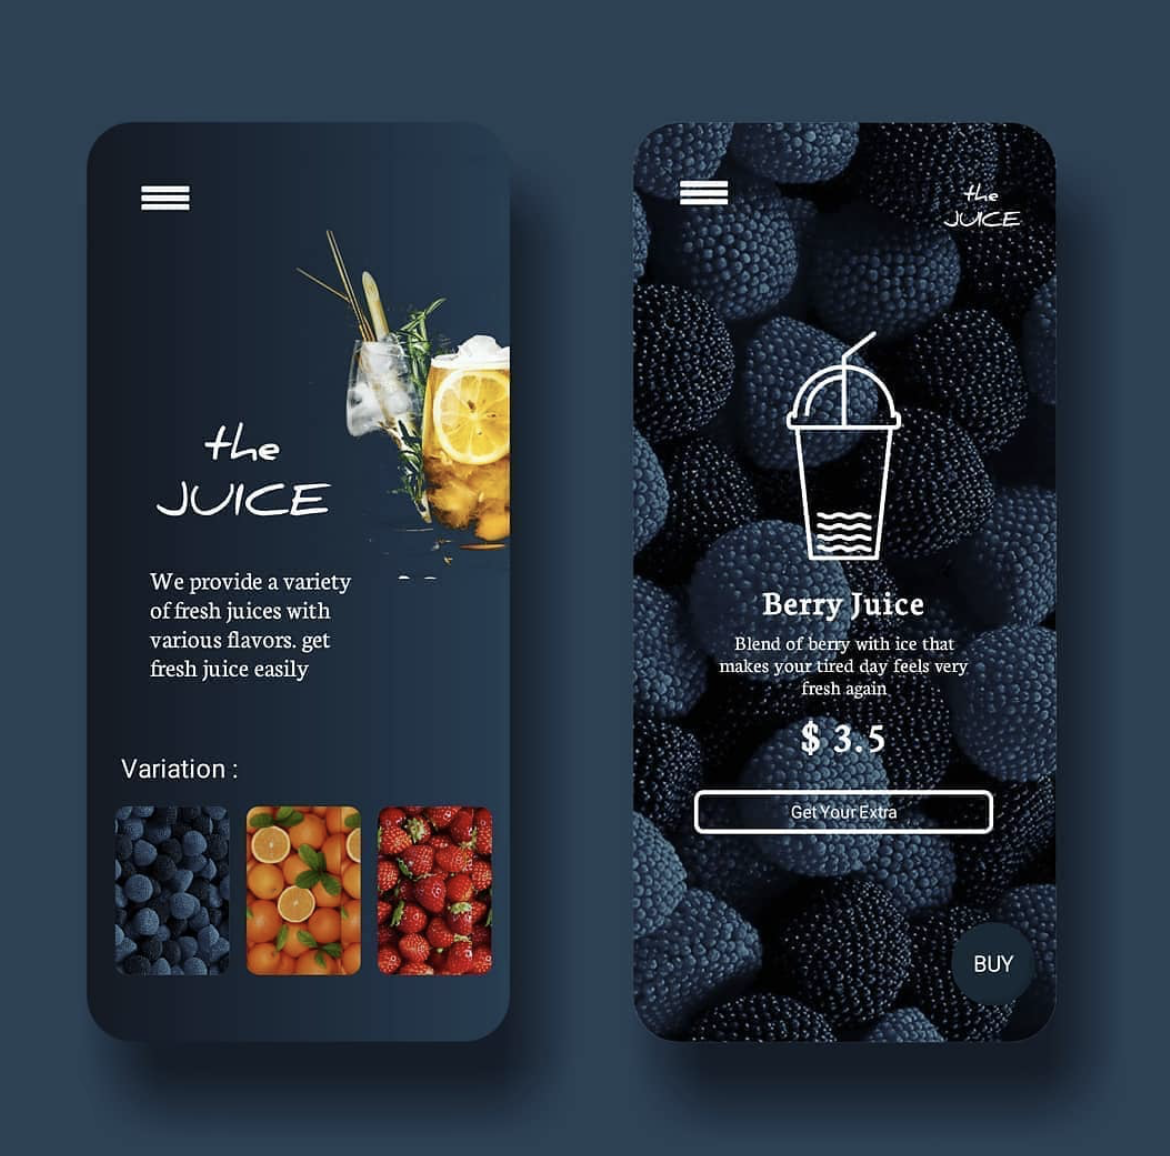 the
JUICE
We provide a variety
of fresh juices with
various flavors. get
fresh juice easily
Variation :
the
JUICE
Berry Juice
Blend of berry with ice that
makes your tired day feels very
fresh again
$ 3.5
Get Your Extra
BUY